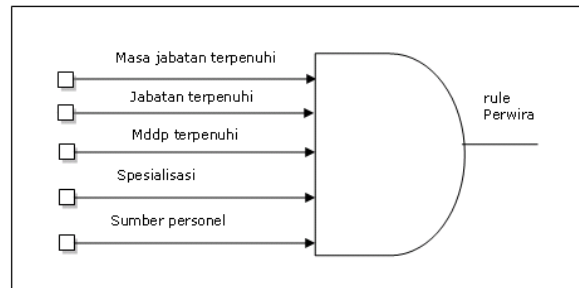 Masa jabatan terpenuhi
Jabatan terpenuhi
Mddp terpenuhi
Spesialisasi
Sumber personel
rule
Perwira